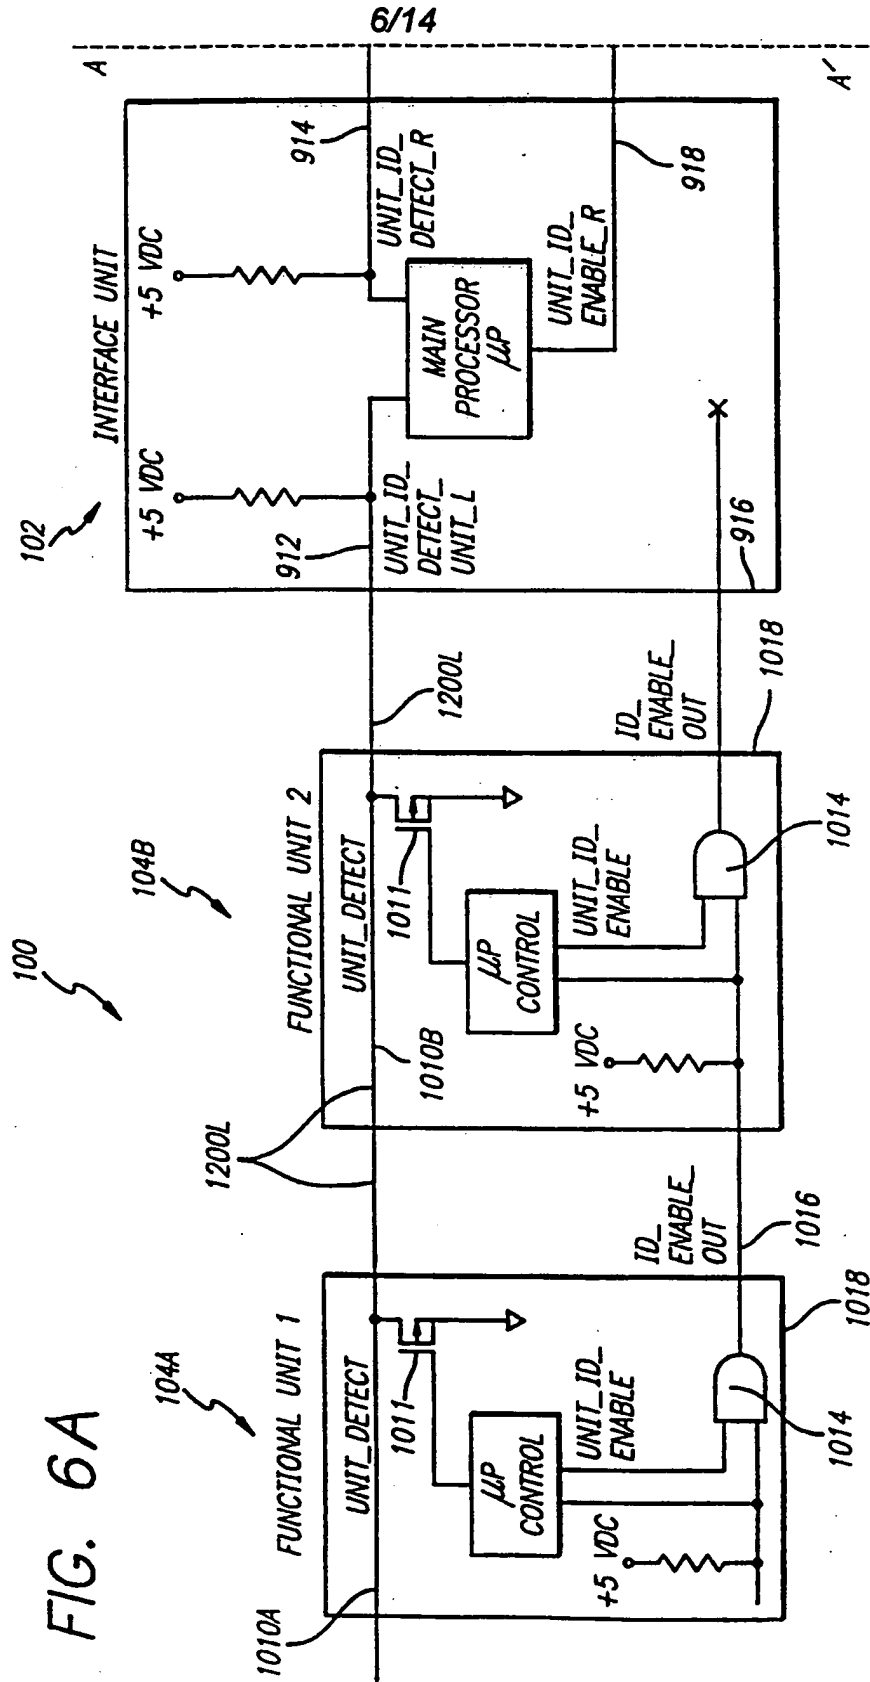 6/14
FIG. 6A
100
104A
FUNCTIONAL UNIT 1
1010A
UNIT_DETECT
1011
µP
CONTROL
UNIT_ID_
ENABLE
+5 VDC
1014
1018
ID_
ENABLE_
OUT
1016
1200L
104B
FUNCTIONAL UNIT 2
UNIT_DETECT
1010B
1011
µP
CONTROL
UNIT_ID_
ENABLE
+5 VDC
1014
1018
ID_
ENABLE_
OUT
1200L
102
INTERFACE UNIT
+5 VDC
+5 VDC
912
UNIT_ID_
DETECT_
UNIT_L
MAIN
PROCESSOR
µP
914
UNIT_ID_
DETECT_R
UNIT_ID_
ENABLE_R
916
918
A
A′